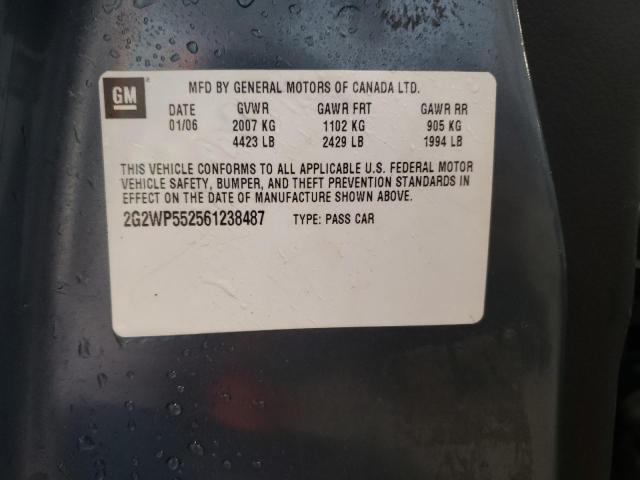 GM
MFD BY GENERAL MOTORS OF CANADA LTD.
DATE GVWR GAWR FRT GAWR RR
01/06 2007 KG 1102 KG 905 KG
4423 LB 2429 LB 1994 LB
THIS VEHICLE CONFORMS TO ALL APPLICABLE U.S. FEDERAL MOTOR
VEHICLE SAFETY, BUMPER, AND THEFT PREVENTION STANDARDS IN
EFFECT ON THE DATE OF MANUFACTURE SHOWN ABOVE.
2G2WP552561238487 TYPE: PASS CAR